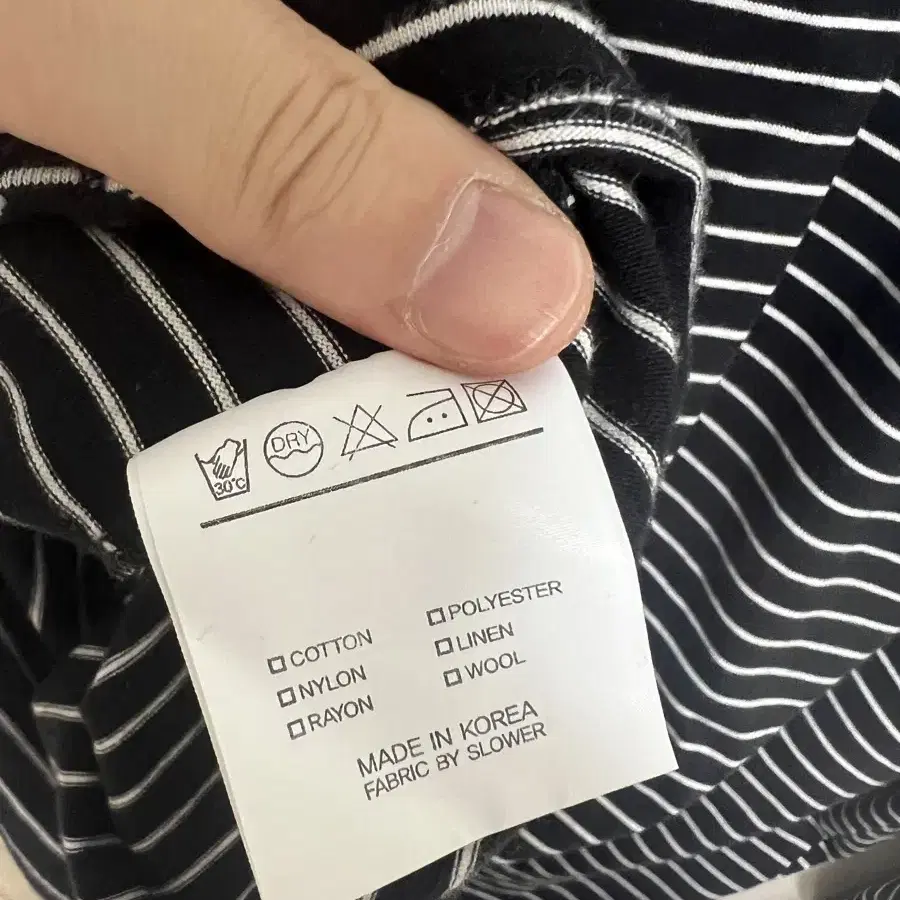 30°C DRY
□ COTTON □ POLYESTER
□ NYLON □ LINEN
□ RAYON □ WOOL
MADE IN KOREA
FABRIC BY SLOWER